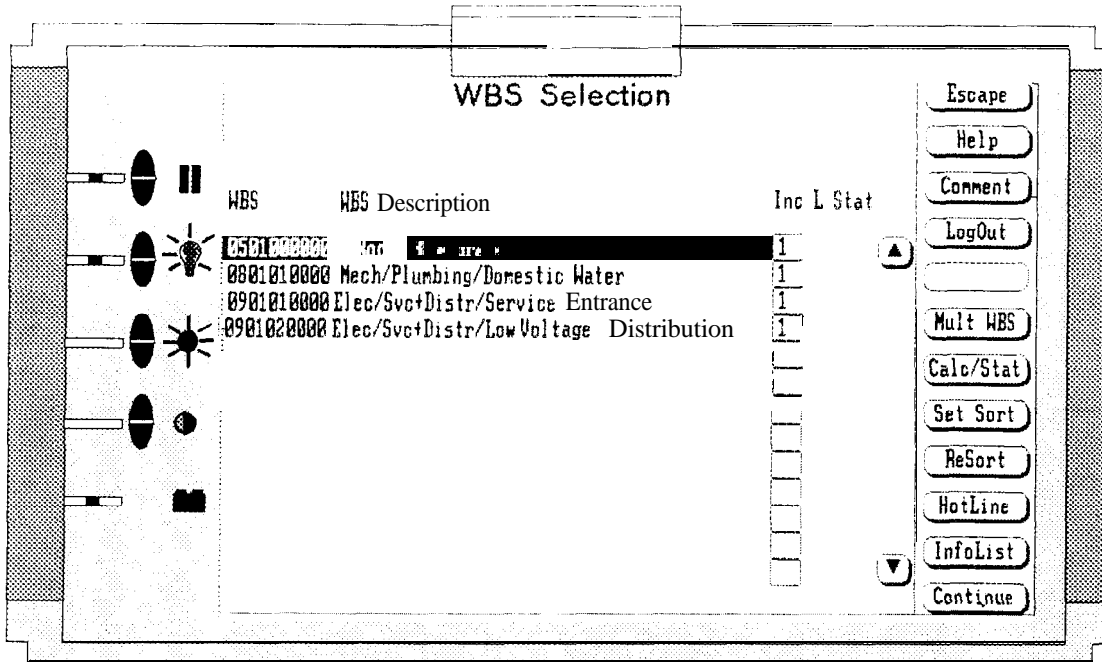 WBS Selection
WBS WBS Description Inc L Stat
0501000000 1
0801010000 Mech/Plumbing/Domestic Water 1
0901010000 Elec/Svc+Distr/Service Entrance 1
0901020000 Elec/Svc+Distr/Low Voltage Distribution 1
Escape
Help
Comment
LogOut
Mult WBS
Calc/Stat
Set Sort
ReSort
HotLine
InfoList
Continue